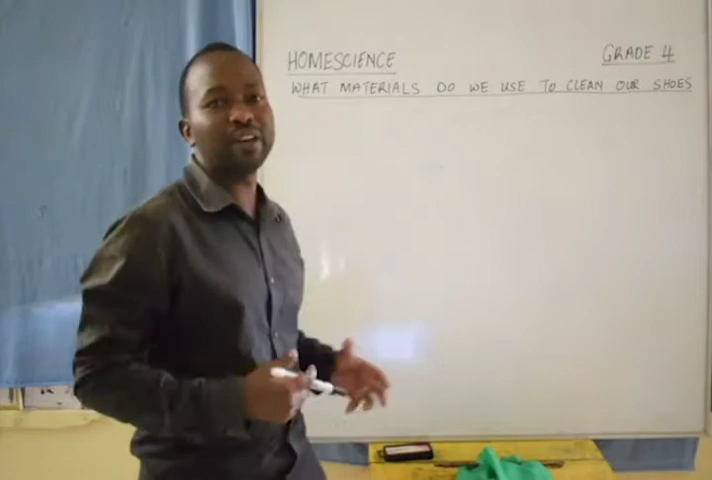 HOMESCIENCE GRADE 4
WHAT MATERIALS DO WE USE TO CLEAN OUR SHOES